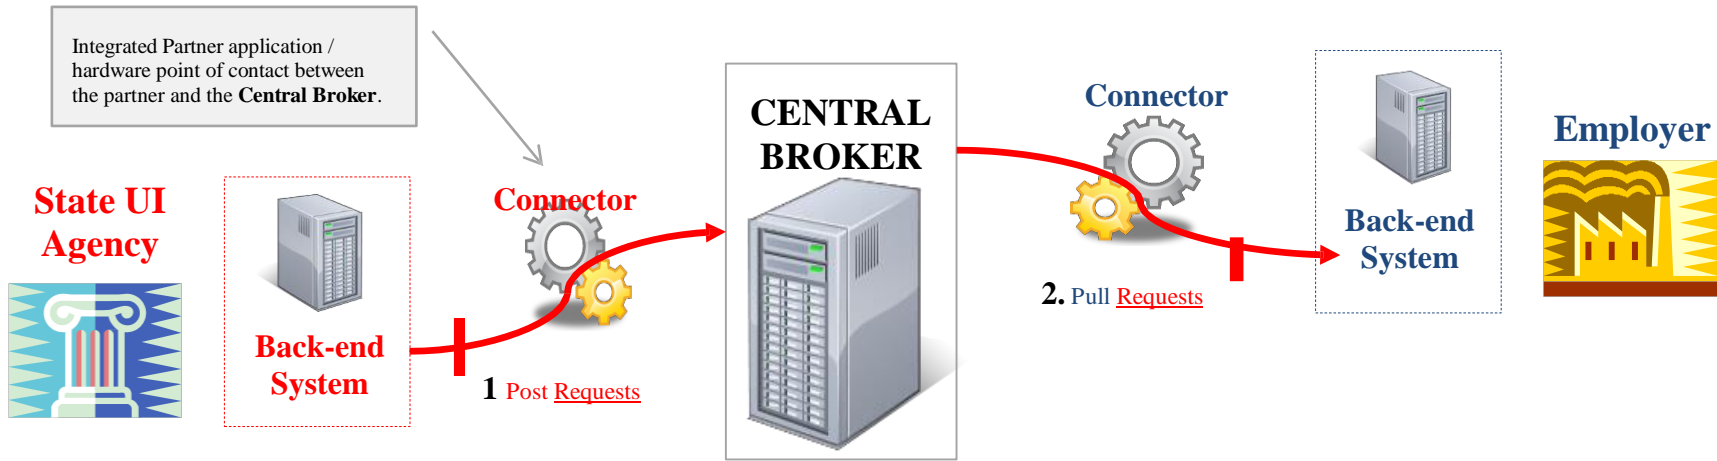 Integrated Partner application /
hardware point of contact between
the partner and the Central Broker.
State UI
Agency
Back-end
System
Connector
1 Post Requests
CENTRAL
BROKER
Connector
2. Pull Requests
Back-end
System
Employer